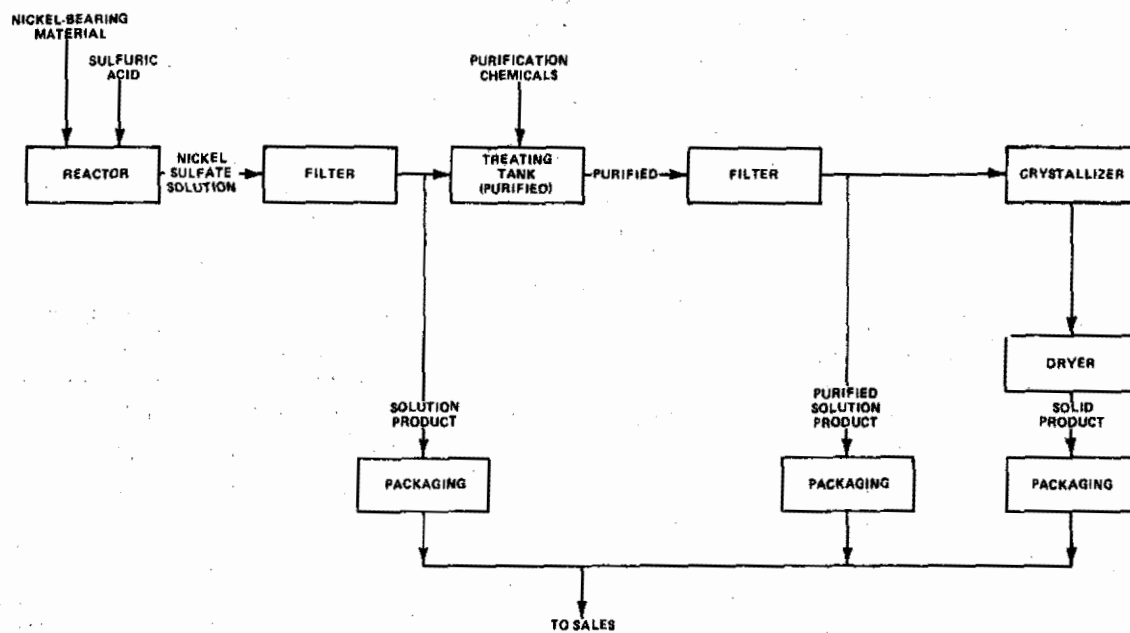 NICKEL-BEARING
MATERIAL
SULFURIC
ACID
PURIFICATION
CHEMICALS
REACTOR
NICKEL
SULFATE
SOLUTION
FILTER
TREATING
TANK
(PURIFIED)
PURIFIED
FILTER
CRYSTALLIZER
DRYER
SOLUTION
PRODUCT
PURIFIED
SOLUTION
PRODUCT
SOLID
PRODUCT
PACKAGING
PACKAGING
PACKAGING
TO SALES